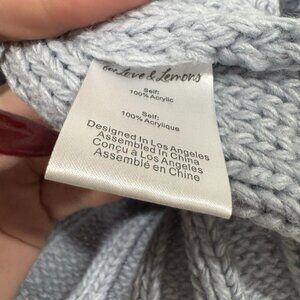 Love & Lemons
Self:
100% Acrylic
Self:
100% Acrylique
Designed In Los Angeles
Assembled In China
Conçu à Los Angeles
Assemblé en Chine